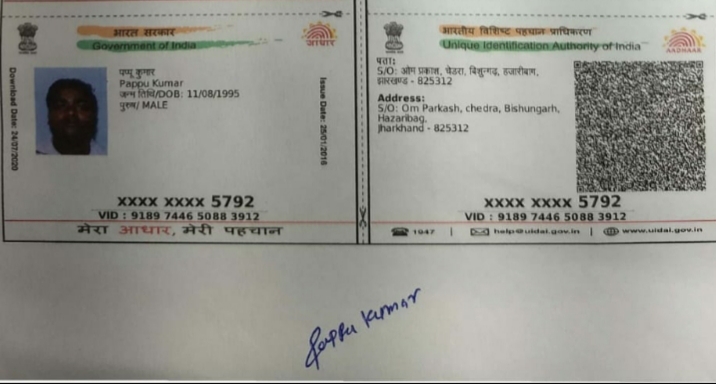 भारत सरकार
Government of India
आधार
Download Date: 24/07/2020
पप्पू कुमार
Pappu Kumar
जन्म तिथि/DOB: 11/08/1995
पुरुष/ MALE
Issue Date: 25/01/2016
XXXX XXXX 5792
VID : 9189 7446 5088 3912
मेरा आधार, मेरी पहचान
भारतीय विशिष्ट पहचान प्राधिकरण
Unique Identification Authority of India
AADHAAR
पता:
S/O: ओम प्रकाश, चेडरा, बिशुनगढ़, हजारीबाग,
झारखण्ड - 825312
Address:
S/O: Om Parkash, chedra, Bishungarh,
Hazaribag,
Jharkhand - 825312
XXXX XXXX 5792
VID : 9189 7446 5088 3912
1947 | help@uidai.gov.in | www.uidai.gov.in
Pappu Kumar